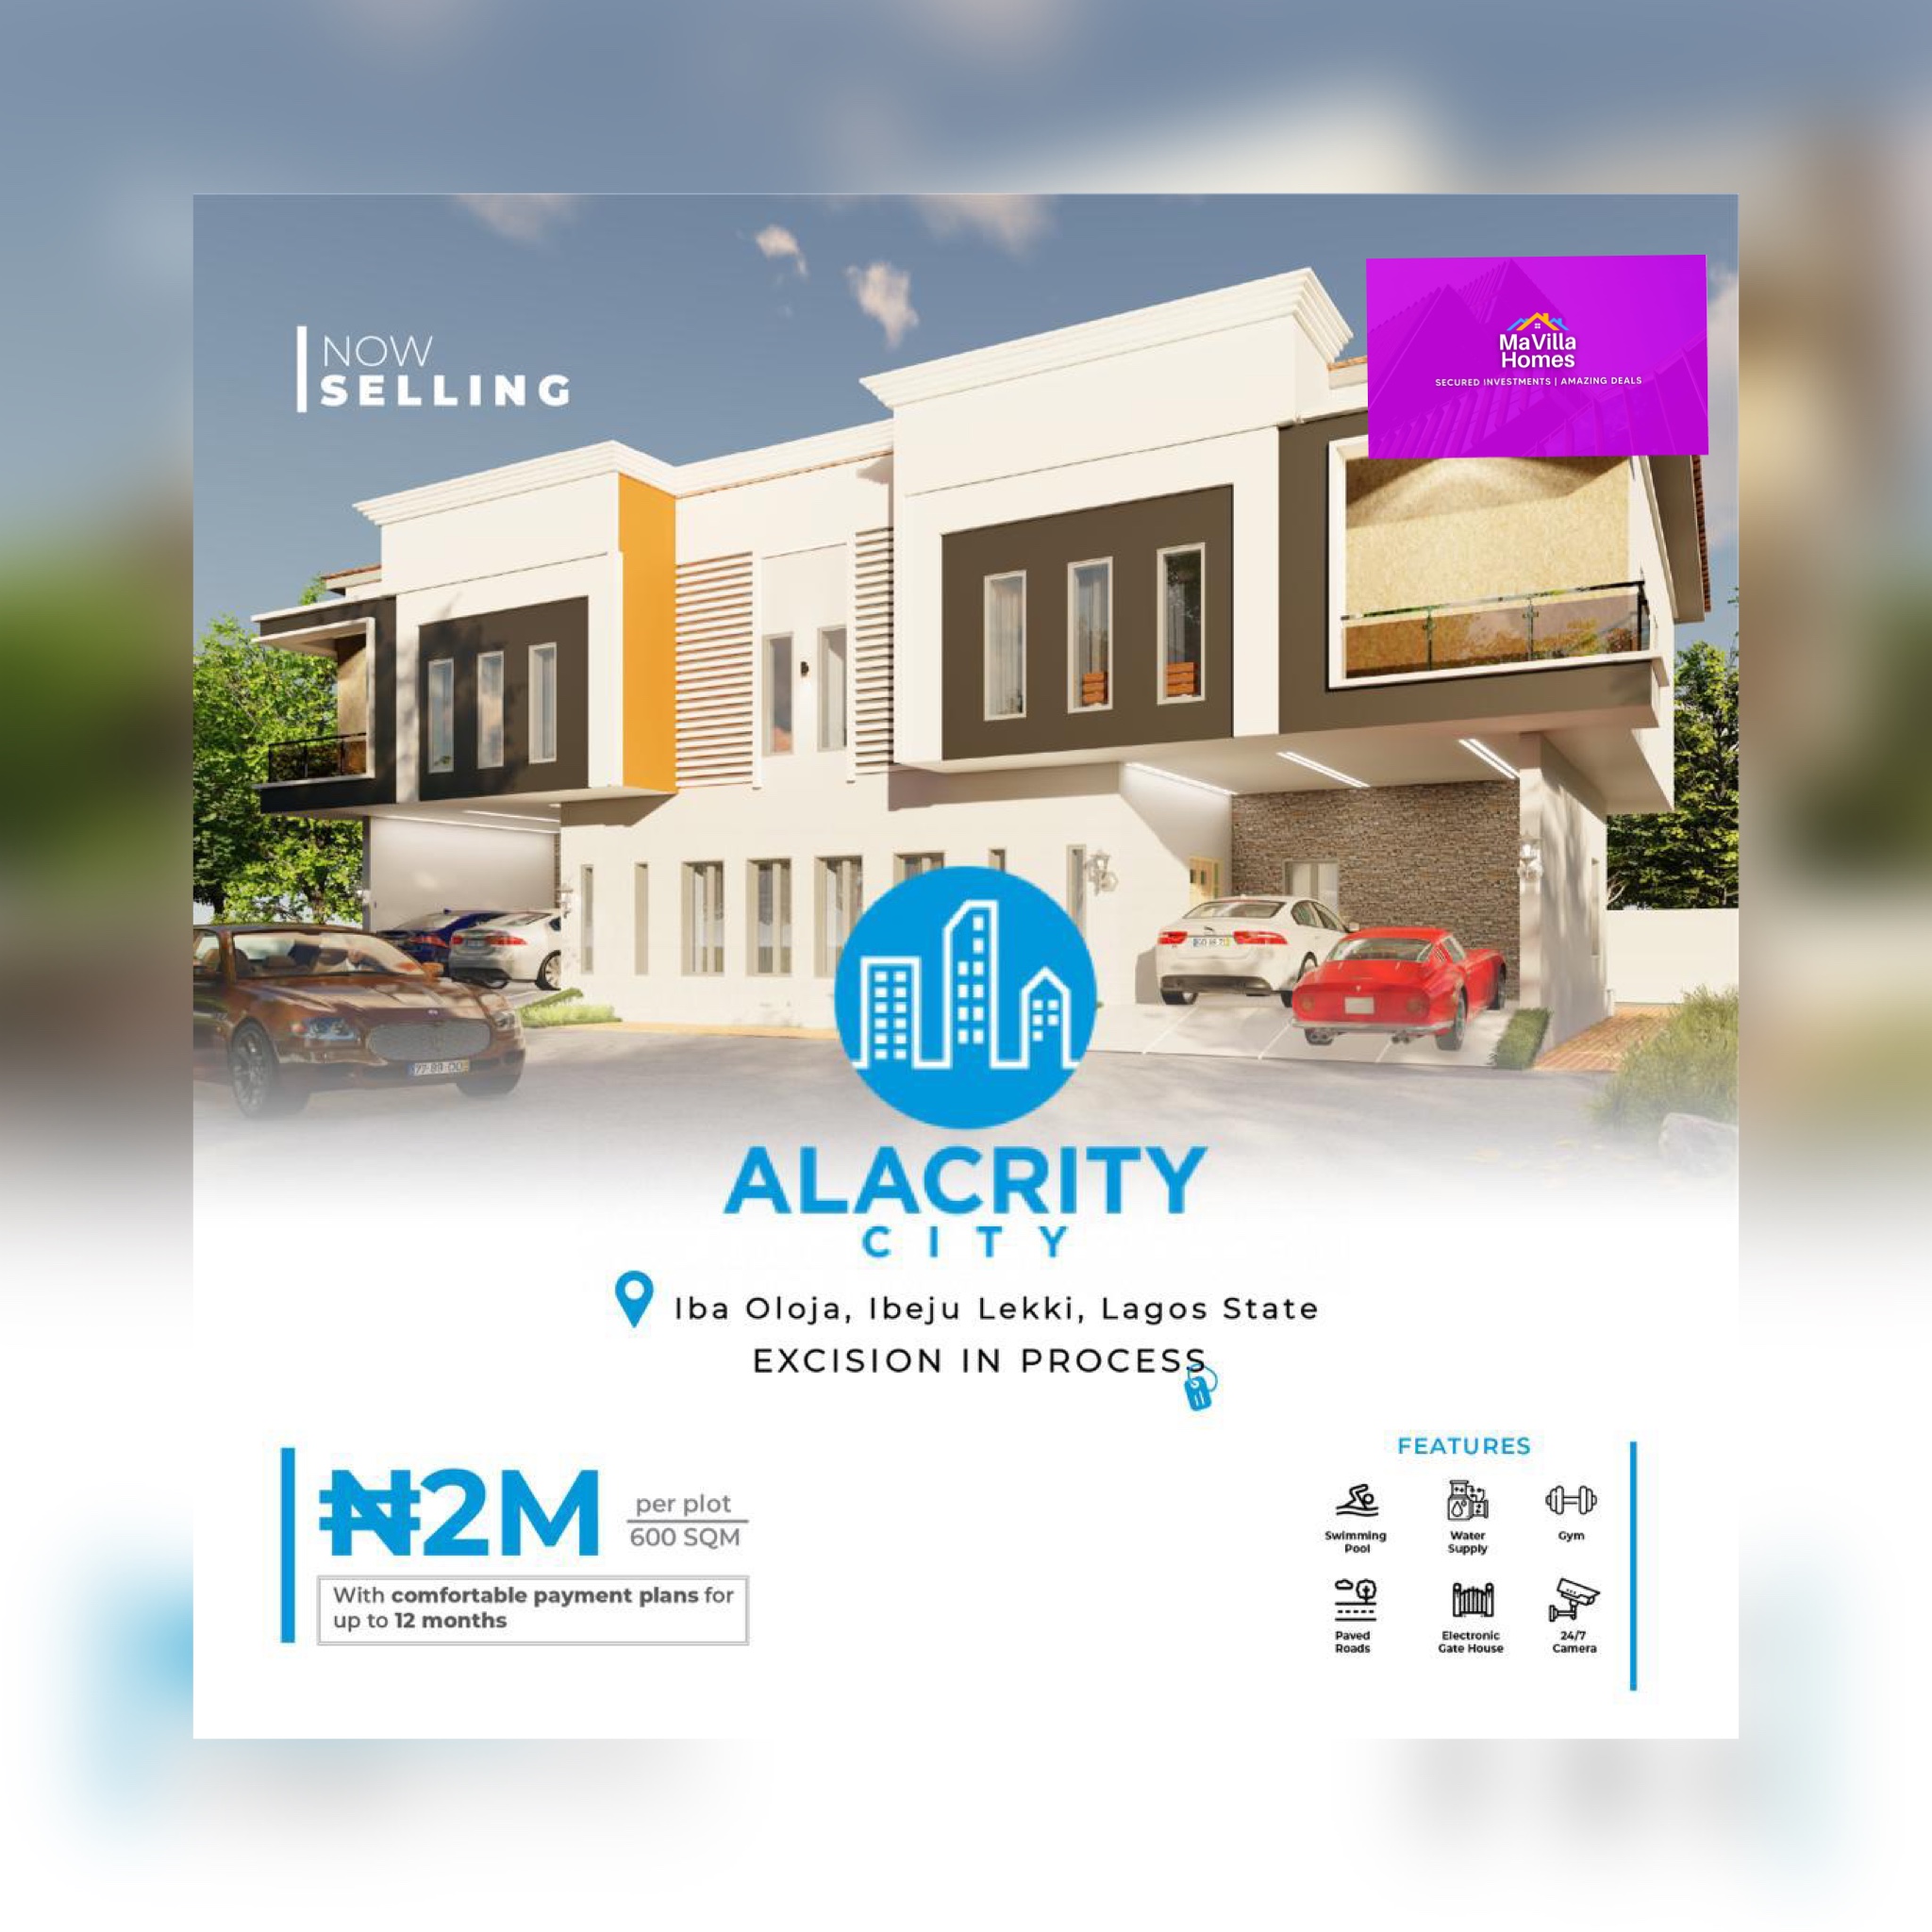 NOW
SELLING
MaVilla
Homes
SECURED INVESTMENTS | AMAZING DEALS
ALACRITY
CITY
Iba Oloja, Ibeju Lekki, Lagos State
EXCISION IN PROCESS
₦2M
per plot
600 SQM
With comfortable payment plans for
up to 12 months
FEATURES
Swimming
Pool
Water
Supply
Gym
Paved
Roads
Electronic
Gate House
24/7
Camera